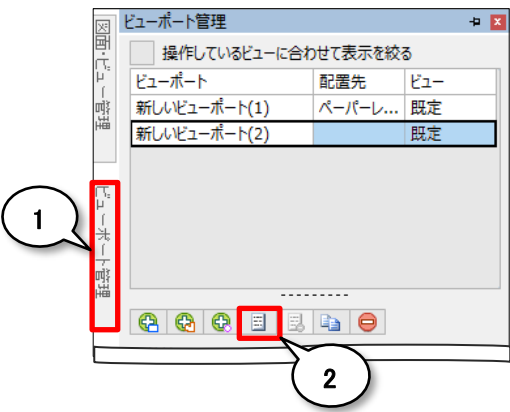 ビューポート管理
図面・ビュー管理
操作しているビューに合わせて表示を絞る
ビューポート 配置先 ビュー
新しいビューポート(1) ペーパーレ... 既定
新しいビューポート(2) 既定
ビューポート管理
1
2